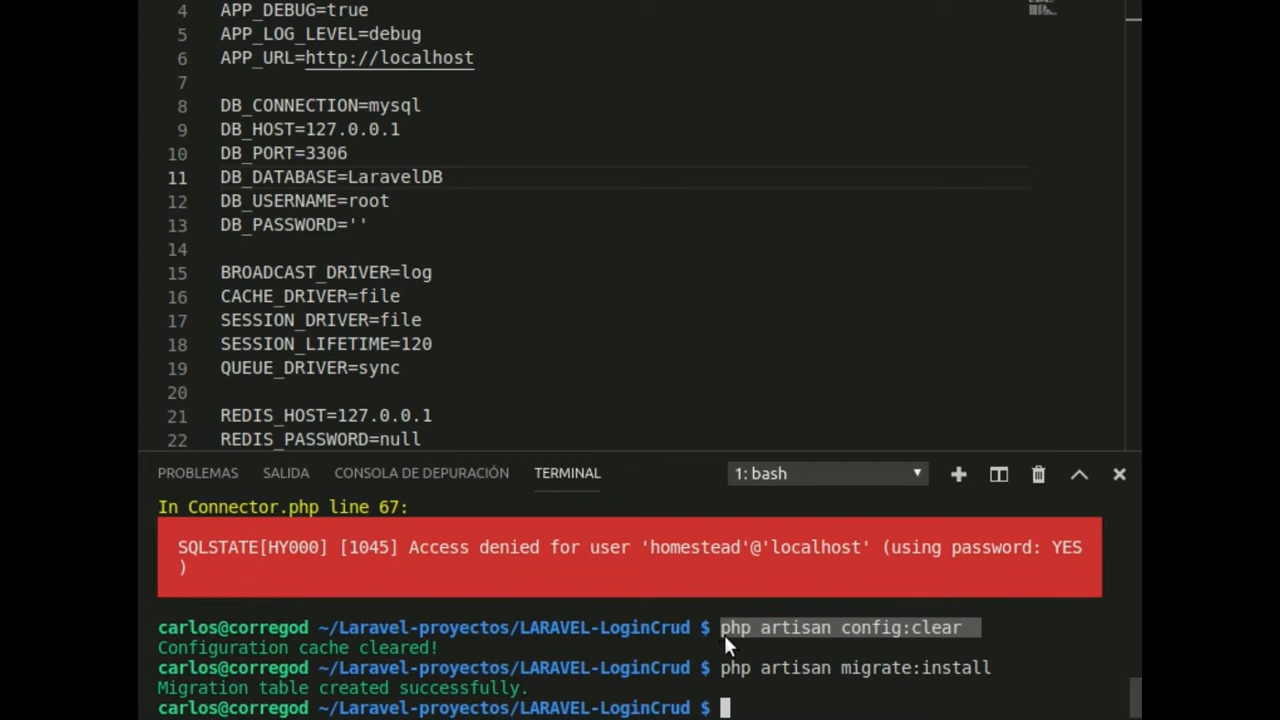 4 APP_DEBUG=true
5 APP_LOG_LEVEL=debug
6 APP_URL=http://localhost
7
8 DB_CONNECTION=mysql
9 DB_HOST=127.0.0.1
10 DB_PORT=3306
11 DB_DATABASE=LaravelDB
12 DB_USERNAME=root
13 DB_PASSWORD=''
14
15 BROADCAST_DRIVER=log
16 CACHE_DRIVER=file
17 SESSION_DRIVER=file
18 SESSION_LIFETIME=120
19 QUEUE_DRIVER=sync
20
21 REDIS_HOST=127.0.0.1
22 REDIS_PASSWORD=null
PROBLEMAS SALIDA CONSOLA DE DEPURACIÓN TERMINAL 1: bash
In Connector.php line 67:
SQLSTATE[HY000] [1045] Access denied for user 'homestead'@'localhost' (using password: YES
)
carlos@corregod ~/Laravel-proyectos/LARAVEL-LoginCrud $ php artisan config:clear
Configuration cache cleared!
carlos@corregod ~/Laravel-proyectos/LARAVEL-LoginCrud $ php artisan migrate:install
Migration table created successfully.
carlos@corregod ~/Laravel-proyectos/LARAVEL-LoginCrud $